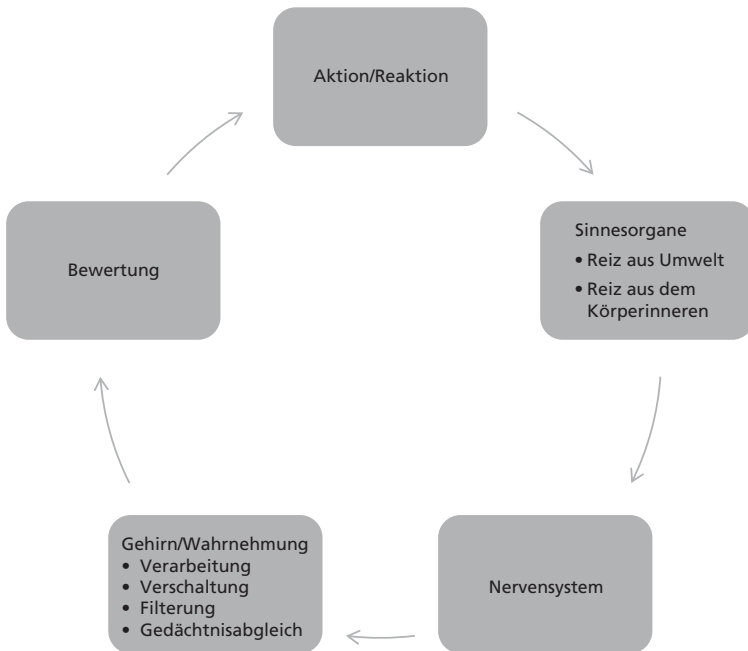 Aktion/Reaktion
Sinnesorgane
• Reiz aus Umwelt
• Reiz aus dem
Körperinneren
Nervensystem
Gehirn/Wahrnehmung
• Verarbeitung
• Verschaltung
• Filterung
• Gedächtnisabgleich
Bewertung